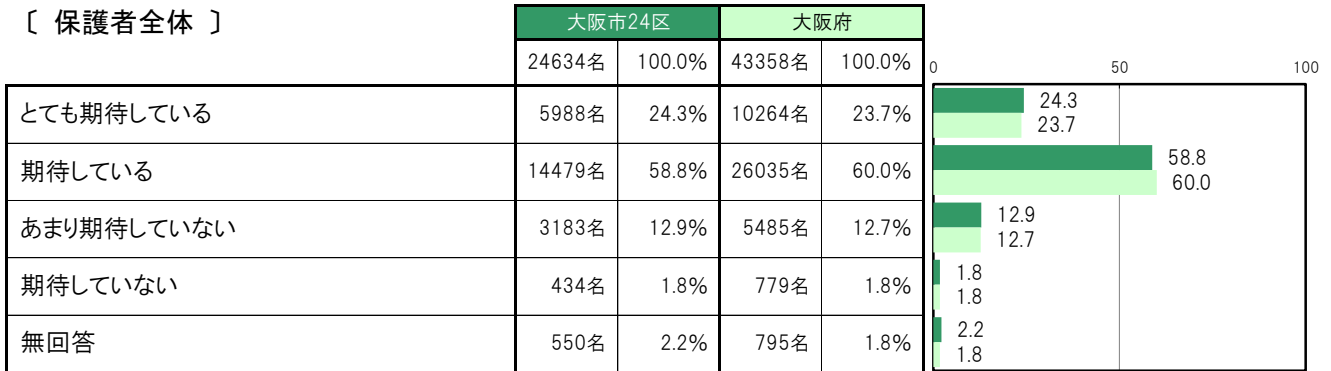 〔 保護者全体 〕
大阪市24区 大阪府
24634名 100.0% 43358名 100.0%
0 50 100
とても期待している 5988名 24.3% 10264名 23.7%
24.3
23.7
期待している 14479名 58.8% 26035名 60.0%
58.8
60.0
あまり期待していない 3183名 12.9% 5485名 12.7%
12.9
12.7
期待していない 434名 1.8% 779名 1.8%
1.8
1.8
無回答 550名 2.2% 795名 1.8%
2.2
1.8